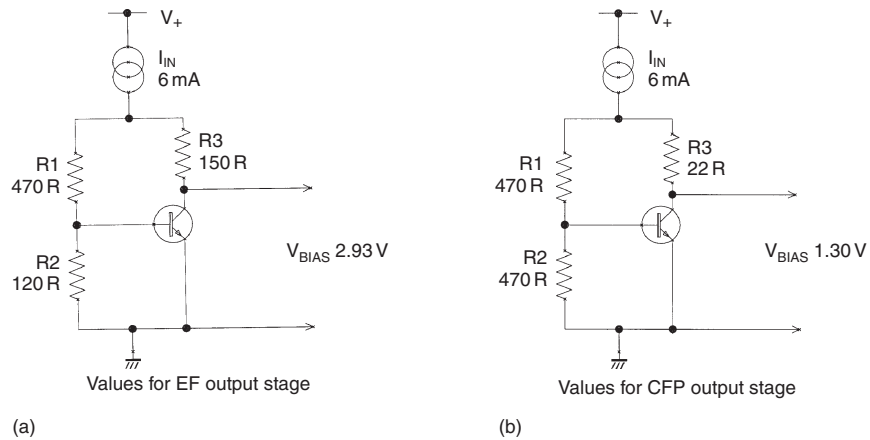 V+
IIN
6 mA
R3
150 R
R1
470 R
R2
120 R
VBIAS 2.93 V
Values for EF output stage
(a)
V+
IIN
6 mA
R3
22 R
R1
470 R
R2
470 R
VBIAS 1.30 V
Values for CFP output stage
(b)